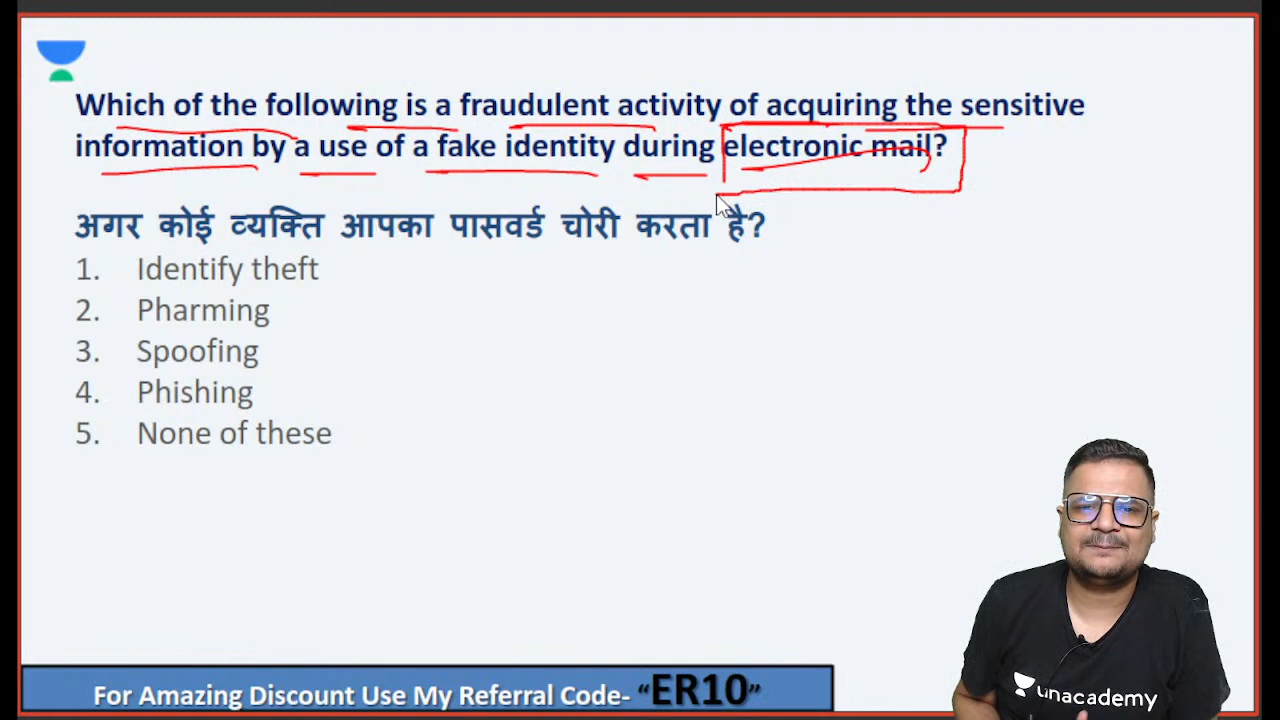 Which of the following is a fraudulent activity of acquiring the sensitive
information by a use of a fake identity during electronic mail?
अगर कोई व्यक्ति आपका पासवर्ड चोरी करता है?
1. Identify theft
2. Pharming
3. Spoofing
4. Phishing
5. None of these
unacademy
For Amazing Discount Use My Referral Code- “ER10”